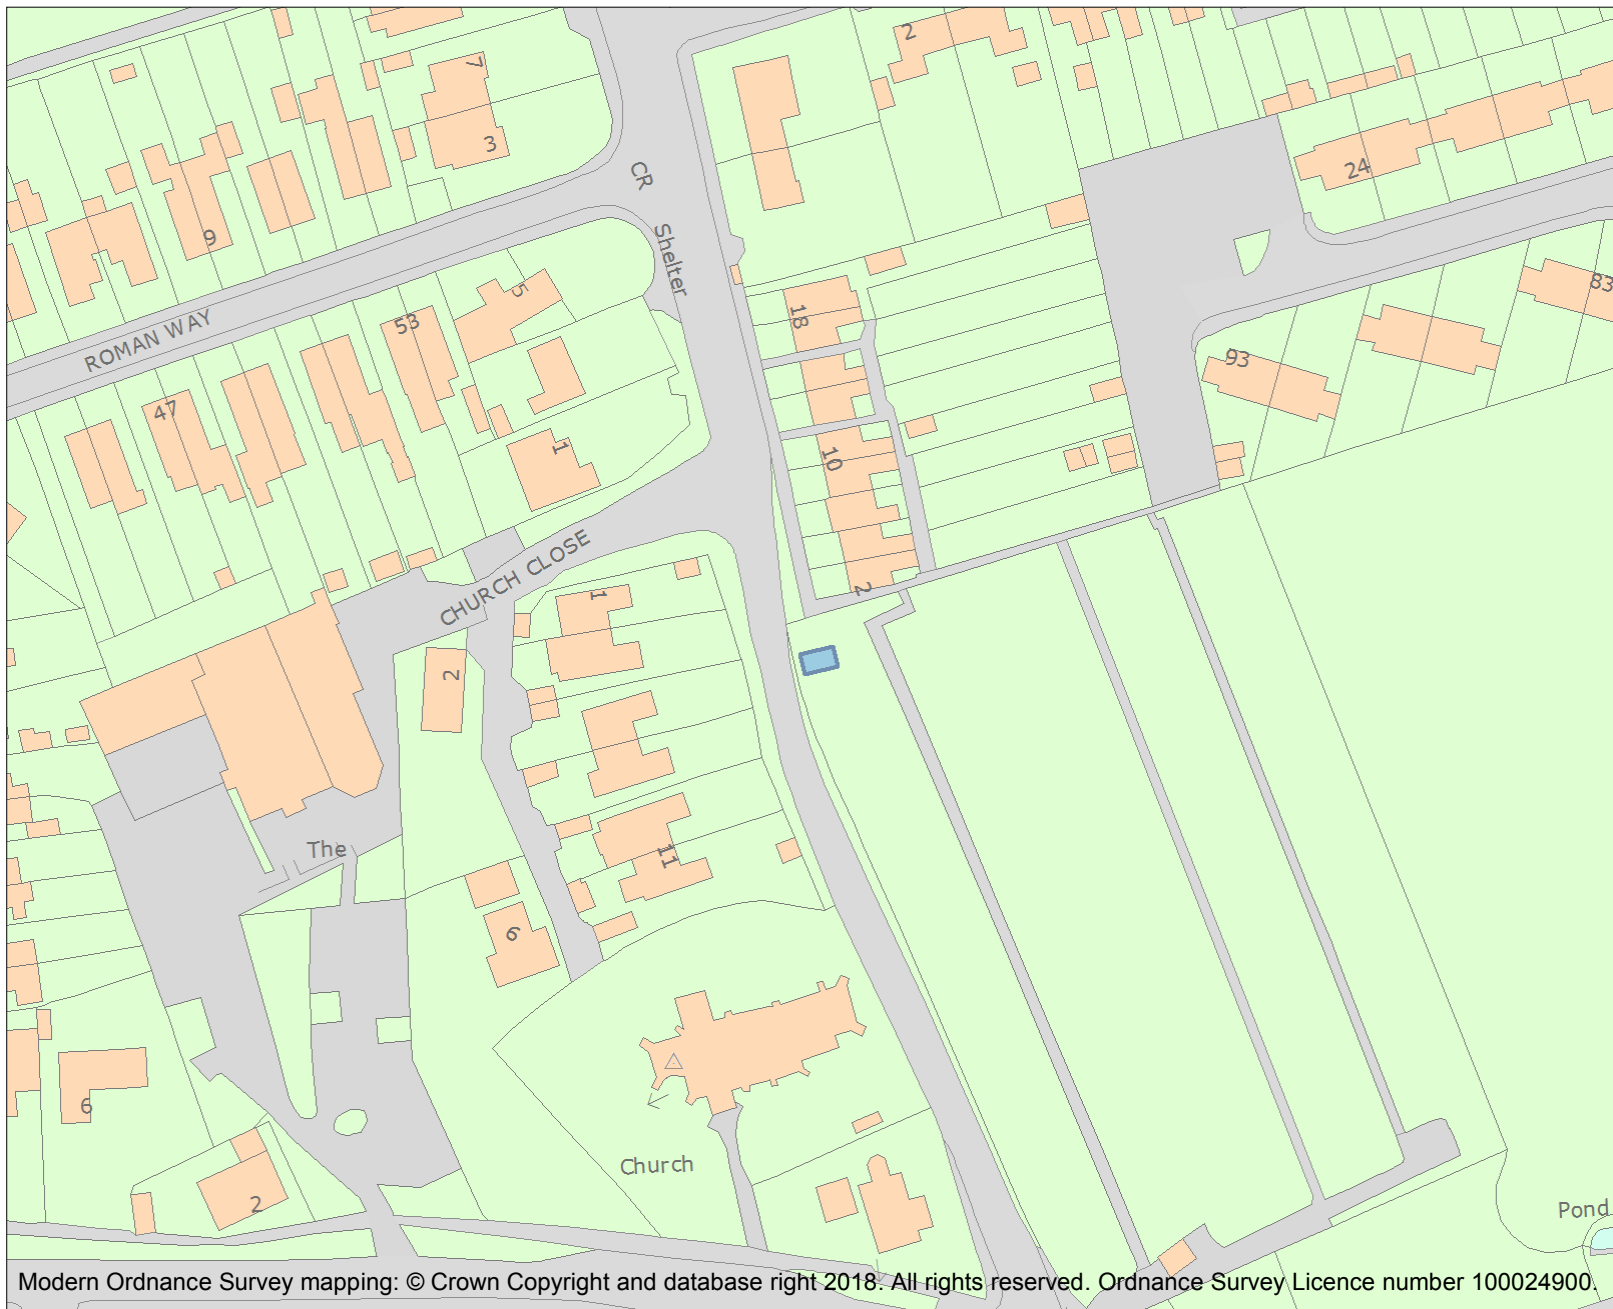 2
7
3
CR
24
9
Shelter
83
5
18
53
ROMAN WAY
93
47
1
10
CHURCH CLOSE
1
2
2
The
11
6
6
Church
2
Pond
Modern Ordnance Survey mapping: © Crown Copyright and database right 2018. All rights reserved. Ordnance Survey Licence number 100024900.